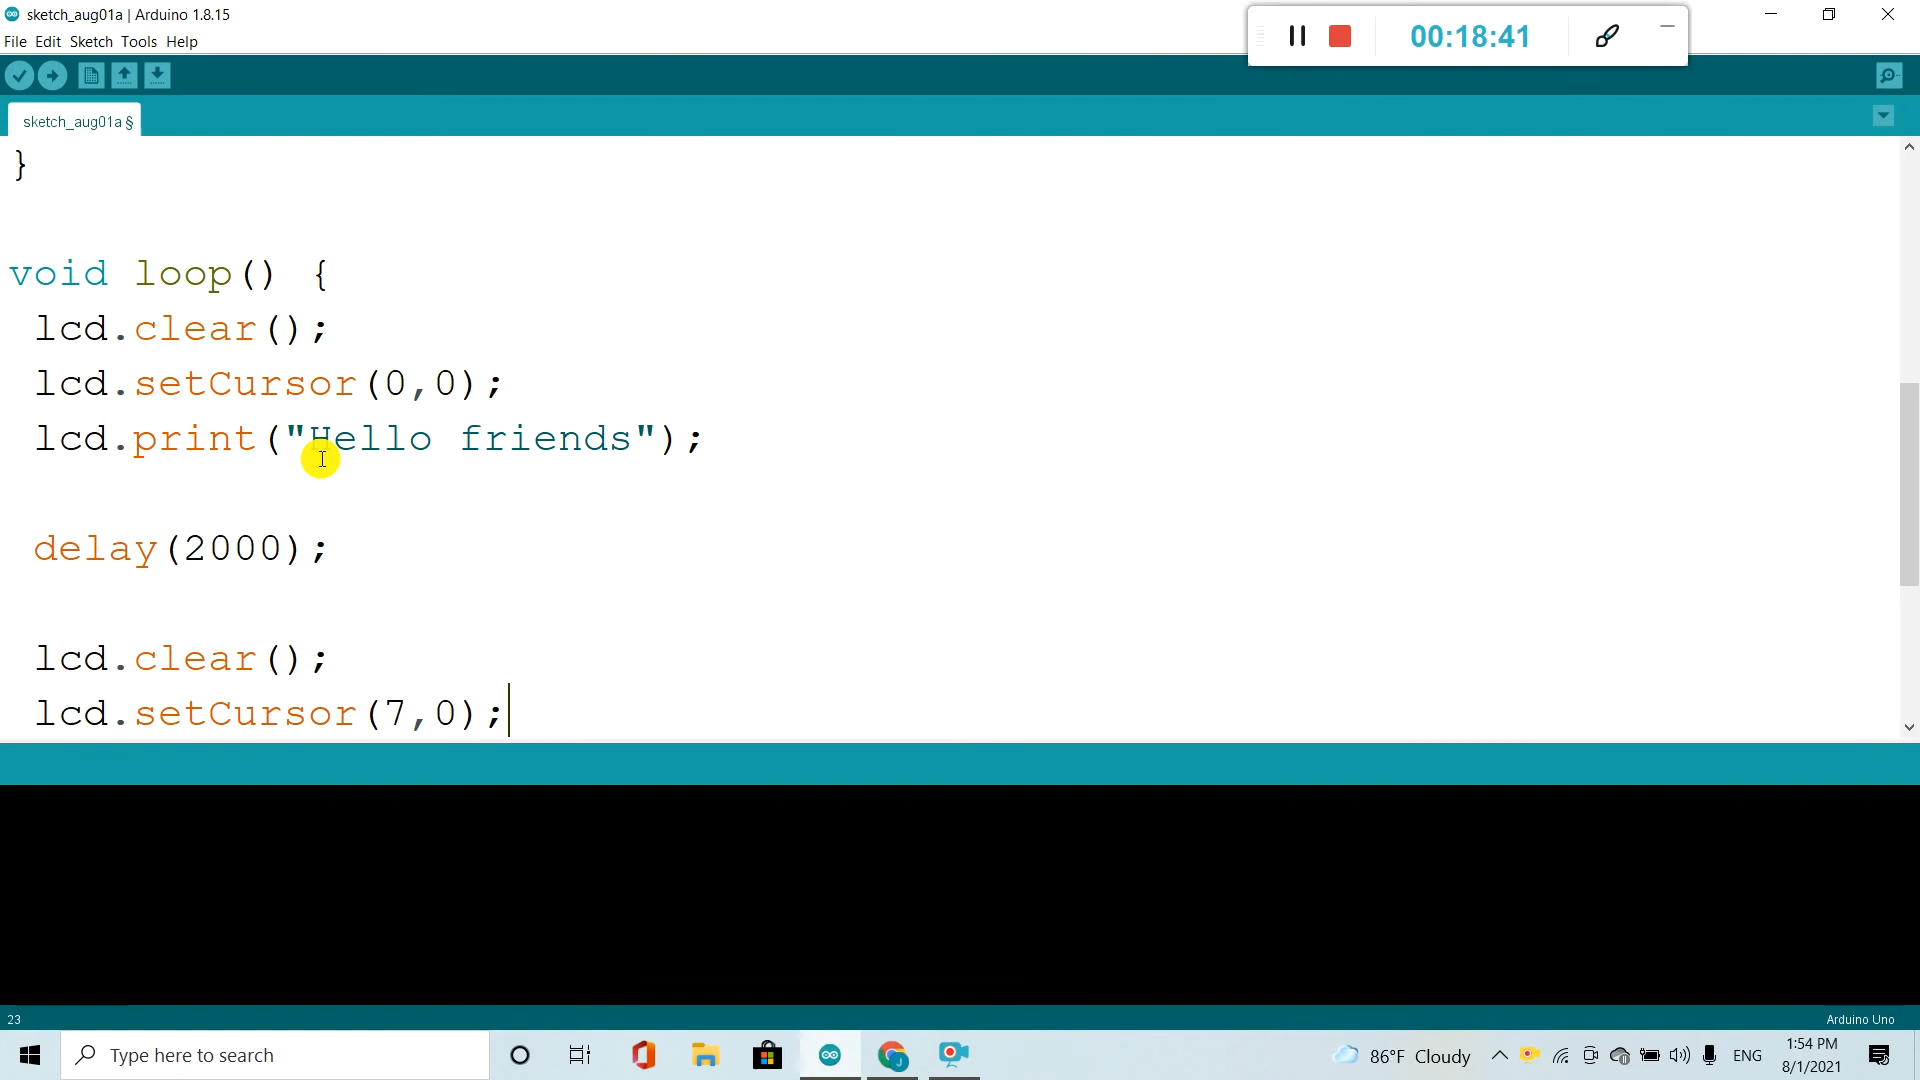 sketch_aug01a | Arduino 1.8.15
00:18:41
File Edit Sketch Tools Help
sketch_aug01a §
}
void loop() {
lcd.clear();
lcd.setCursor(0,0);
lcd.print("Hello friends");
delay(2000);
lcd.clear();
lcd.setCursor(7,0);
23
Arduino Uno
Type here to search
86°F Cloudy
ENG
1:54 PM
8/1/2021